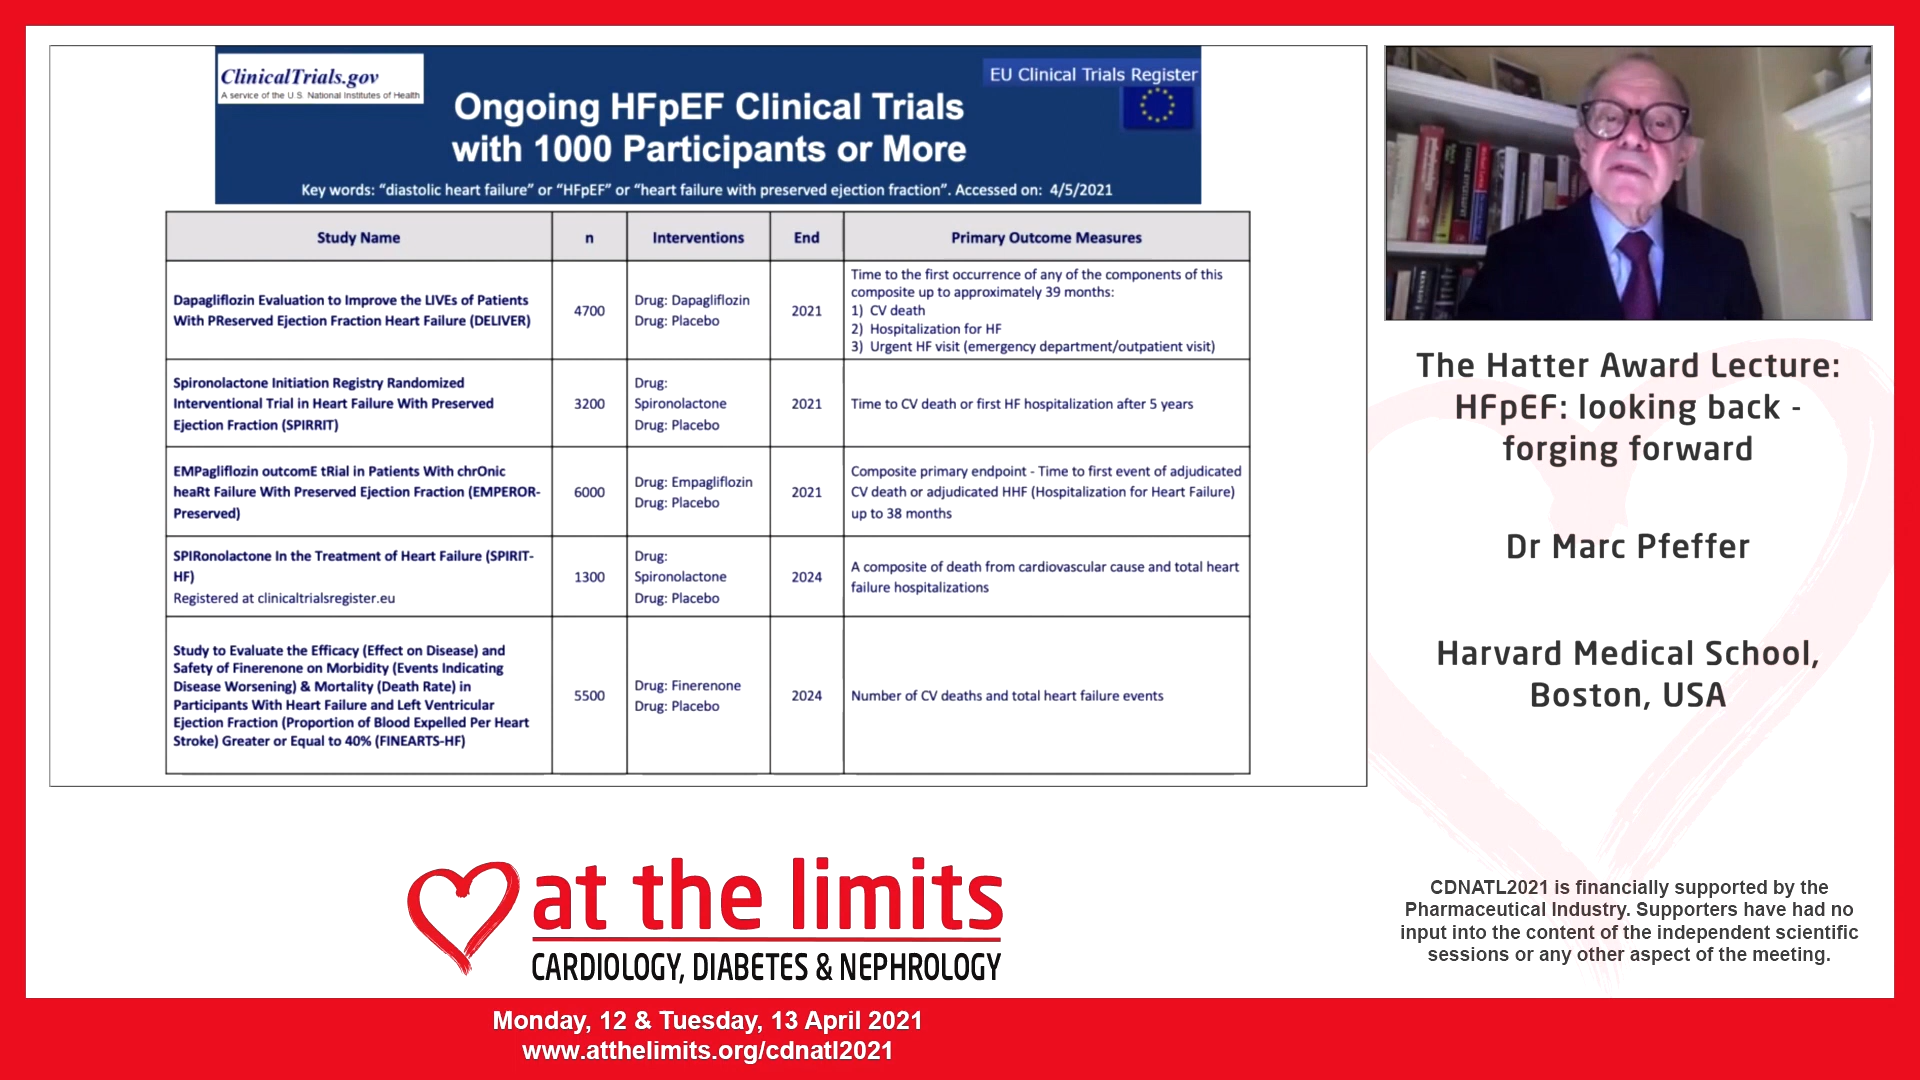 ClinicalTrials.gov
A service of the U.S. National Institutes of Health
EU Clinical Trials Register
Ongoing HFpEF Clinical Trials
with 1000 Participants or More
Key words: “diastolic heart failure” or “HFpEF” or “heart failure with preserved ejection fraction”. Accessed on: 4/5/2021
Study Name
n
Interventions
End
Primary Outcome Measures
Dapagliflozin Evaluation to Improve the LIVEs of Patients
With PReserved Ejection Fraction Heart Failure (DELIVER)
4700
Drug: Dapagliflozin
Drug: Placebo
2021
Time to the first occurrence of any of the components of this
composite up to approximately 39 months:
1) CV death
2) Hospitalization for HF
3) Urgent HF visit (emergency department/outpatient visit)
Spironolactone Initiation Registry Randomized
Interventional Trial in Heart Failure With Preserved
Ejection Fraction (SPIRRIT)
3200
Drug:
Spironolactone
Drug: Placebo
2021
Time to CV death or first HF hospitalization after 5 years
EMPagliflozin outcomE tRial in Patients With chrOnic
heaRt Failure With Preserved Ejection Fraction (EMPEROR-
Preserved)
6000
Drug: Empagliflozin
Drug: Placebo
2021
Composite primary endpoint - Time to first event of adjudicated
CV death or adjudicated HHF (Hospitalization for Heart Failure)
up to 38 months
SPIRonolactone In the Treatment of Heart Failure (SPIRIT-
HF)
Registered at clinicaltrialsregister.eu
1300
Drug:
Spironolactone
Drug: Placebo
2024
A composite of death from cardiovascular cause and total heart
failure hospitalizations
Study to Evaluate the Efficacy (Effect on Disease) and
Safety of Finerenone on Morbidity (Events Indicating
Disease Worsening) & Mortality (Death Rate) in
Participants With Heart Failure and Left Ventricular
Ejection Fraction (Proportion of Blood Expelled Per Heart
Stroke) Greater or Equal to 40% (FINEARTS-HF)
5500
Drug: Finerenone
Drug: Placebo
2024
Number of CV deaths and total heart failure events
The Hatter Award Lecture:
HFpEF: looking back -
forging forward
Dr Marc Pfeffer
Harvard Medical School,
Boston, USA
at the limits
CARDIOLOGY, DIABETES & NEPHROLOGY
CDNATL2021 is financially supported by the
Pharmaceutical Industry. Supporters have had no
input into the content of the independent scientific
sessions or any other aspect of the meeting.
Monday, 12 & Tuesday, 13 April 2021
www.atthelimits.org/cdnatl2021